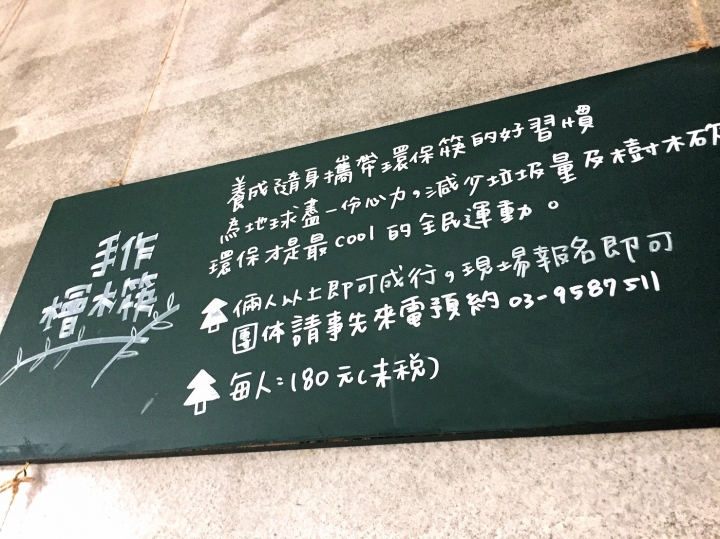 手作
檜木筷
養成隨身攜帶環保筷的好習慣
為地球盡一份心力,減少垃圾量及樹木砍
環保才是最cool的全民運動。
倆人以上即可成行,現場報名即可
團体請事先來電預約 03-9587511
每人:180元(未稅)